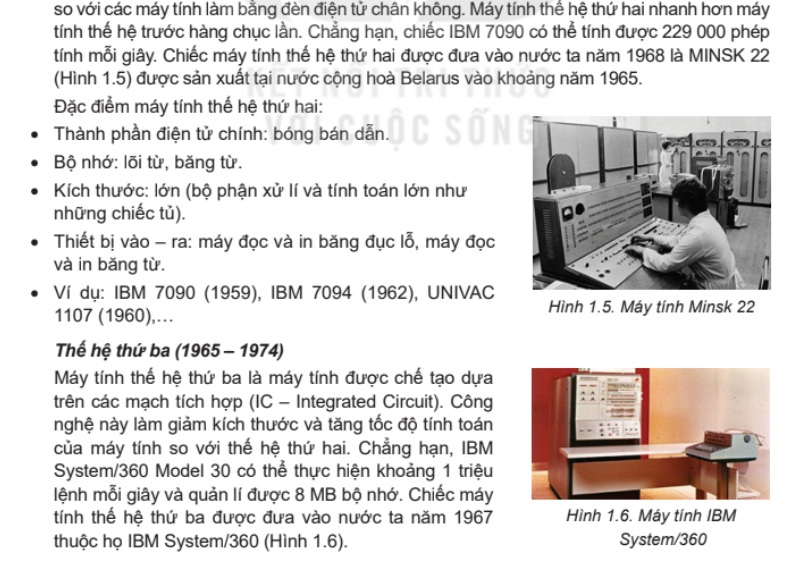 so với các máy tính làm bằng đèn điện tử chân không. Máy tính thế hệ thứ hai nhanh hơn máy
tính thế hệ trước hàng chục lần. Chẳng hạn, chiếc IBM 7090 có thể tính được 229 000 phép
tính mỗi giây. Chiếc máy tính thế hệ thứ hai được đưa vào nước ta năm 1968 là MINSK 22
(Hình 1.5) được sản xuất tại nước cộng hoà Belarus vào khoảng năm 1965.
KẾT NỐI TRI THỨC
VỚI CUỘC SỐNG
Đặc điểm máy tính thế hệ thứ hai:
• Thành phần điện tử chính: bóng bán dẫn.
• Bộ nhớ: lõi từ, băng từ.
• Kích thước: lớn (bộ phận xử lí và tính toán lớn như
những chiếc tủ).
• Thiết bị vào – ra: máy đọc và in băng đục lỗ, máy đọc
và in băng từ.
• Ví dụ: IBM 7090 (1959), IBM 7094 (1962), UNIVAC
1107 (1960),…
Hình 1.5. Máy tính Minsk 22
Thế hệ thứ ba (1965 – 1974)
Máy tính thế hệ thứ ba là máy tính được chế tạo dựa
trên các mạch tích hợp (IC – Integrated Circuit). Công
nghệ này làm giảm kích thước và tăng tốc độ tính toán
của máy tính so với thế hệ thứ hai. Chẳng hạn, IBM
System/360 Model 30 có thể thực hiện khoảng 1 triệu
lệnh mỗi giây và quản lí được 8 MB bộ nhớ. Chiếc máy
tính thế hệ thứ ba được đưa vào nước ta năm 1967
thuộc họ IBM System/360 (Hình 1.6).
Hình 1.6. Máy tính IBM
System/360